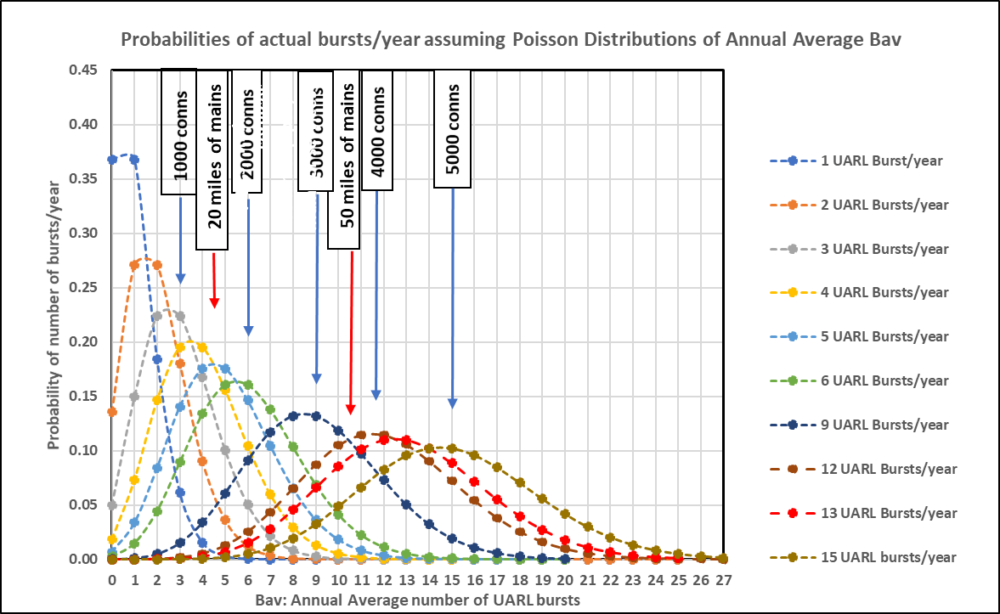 Probabilities of actual bursts/year assuming Poisson Distributions of Annual Average Bav
Probability of number of bursts/year
0.45
0.40
0.35
0.30
0.25
0.20
0.15
0.10
0.05
0.00
1000 conns
20 miles of mains
2000 conns
3000 conns
50 miles of mains
4000 conns
5000 conns
0 1 2 3 4 5 6 7 8 9 10 11 12 13 14 15 16 17 18 19 20 21 22 23 24 25 26 27
Bav: Annual Average number of UARL bursts
1 UARL Burst/year
2 UARL Bursts/year
3 UARL Bursts/year
4 UARL Bursts/year
5 UARL Bursts/year
6 UARL Bursts/year
9 UARL Bursts/year
12 UARL Bursts/year
13 UARL Bursts/year
15 UARL bursts/year